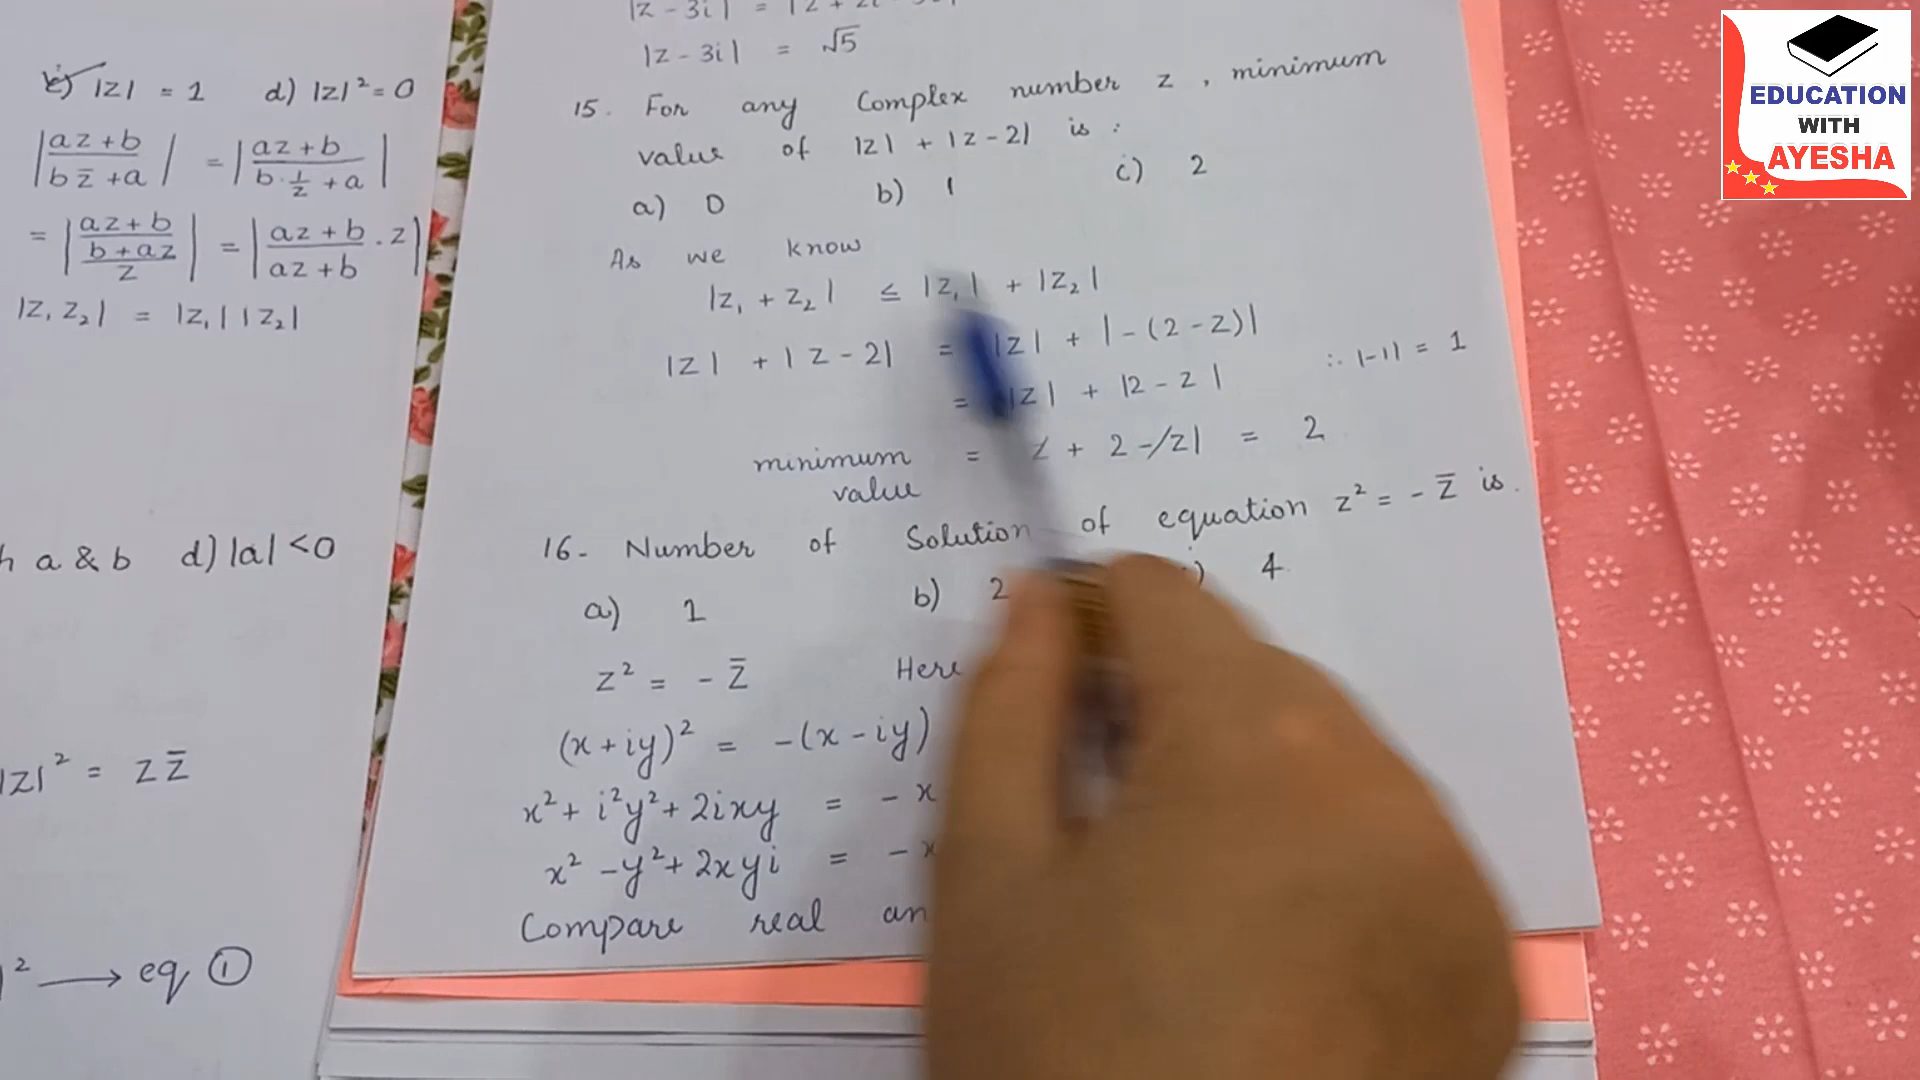 c) |z| = 1 d) |z|² = 0
|az + b / b z̄ + a| = |az + b / b · 1/z + a|
= |az + b / (b + az / z)| = |az + b / az + b · z|
|z₁ z₂| = |z₁| |z₂|
a & b d) |a| < 0
|z|² = z z̄
² ⟶ eq ①
|z - 3i| =
|z - 3i| = √5
15. For any Complex number z, minimum
value of |z| + |z - 2| is :
a) 0 b) 1 c) 2
As we know
|z₁ + z₂| ≤ |z₁| + |z₂|
|z| + |z - 2| = |z| + |-(2 - z)|
= |z| + |2 - z| ∴ |-1| = 1
minimum value = z + 2 - /z| = 2
16- Number of Solution of equation z² = - z̄ is.
a) 1 b) 2 ) 4
z² = - z̄ Here
(x + iy)² = -(x - iy)
x² + i²y² + 2ixy = - x
x² - y² + 2xyi = - x
Compare real
EDUCATION
WITH
AYESHA